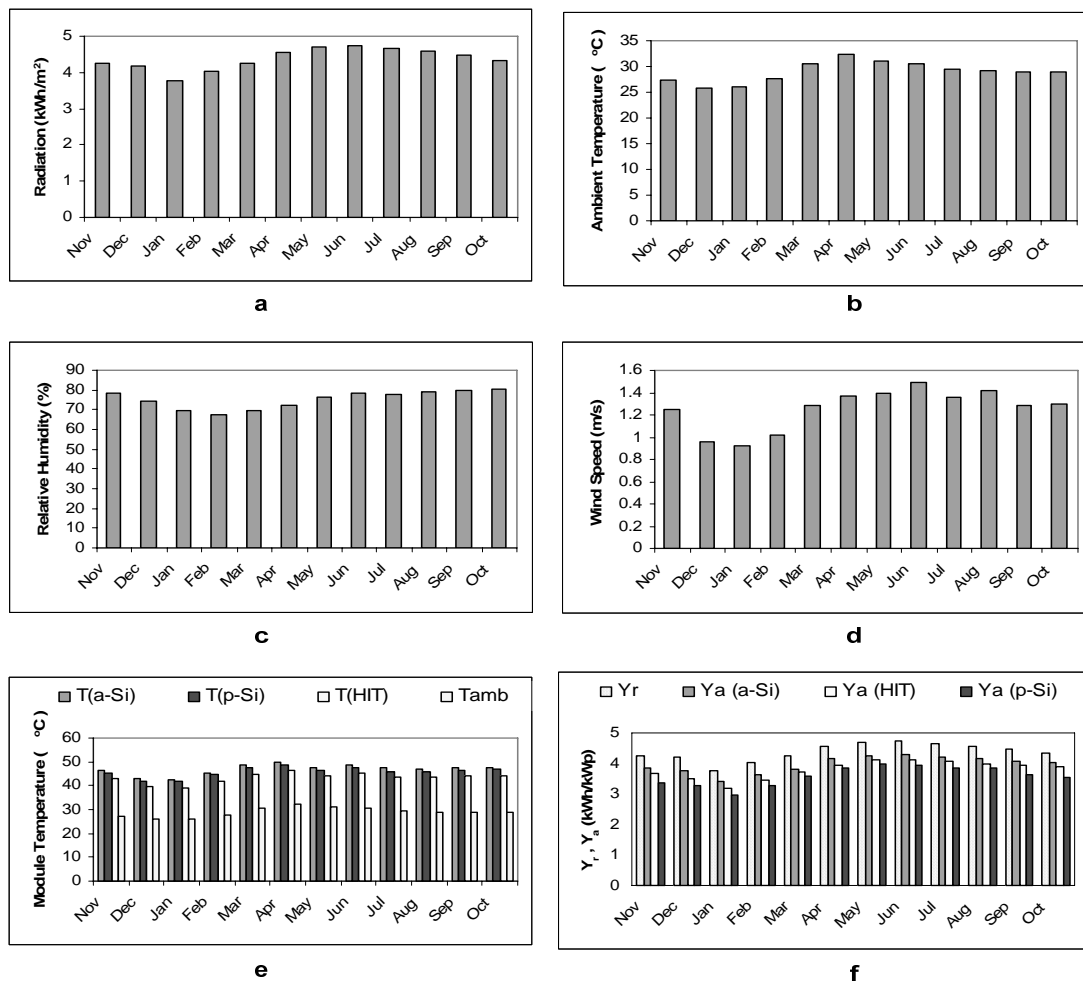 Radiation (kWh/m²)
5
4
3
2
1
0
Nov Dec Jan Feb Mar Apr May Jun Jul Aug Sep Oct
a
Ambient Temperature ( °C)
35
30
25
20
15
10
5
0
Nov Dec Jan Feb Mar Apr May Jun Jul Aug Sep Oct
b
Relative Humidity (%)
90
80
70
60
50
40
30
20
10
0
Nov Dec Jan Feb Mar Apr May Jun Jul Aug Sep Oct
c
Wind Speed (m/s)
1.6
1.4
1.2
1
0.8
0.6
0.4
0.2
0
Nov Dec Jan Feb Mar Apr May Jun Jul Aug Sep Oct
d
T(a-Si) T(p-Si) T(HIT) Tamb
Module Temperature ( °C)
60
50
40
30
20
10
0
Nov Dec Jan Feb Mar Apr May Jun Jul Aug Sep Oct
e
Yr Ya (a-Si) Ya (HIT) Ya (p-Si)
Yr , Ya (kWh/kWp)
5
4
3
2
1
0
Nov Dec Jan Feb Mar Apr May Jun Jul Aug Sep Oct
f